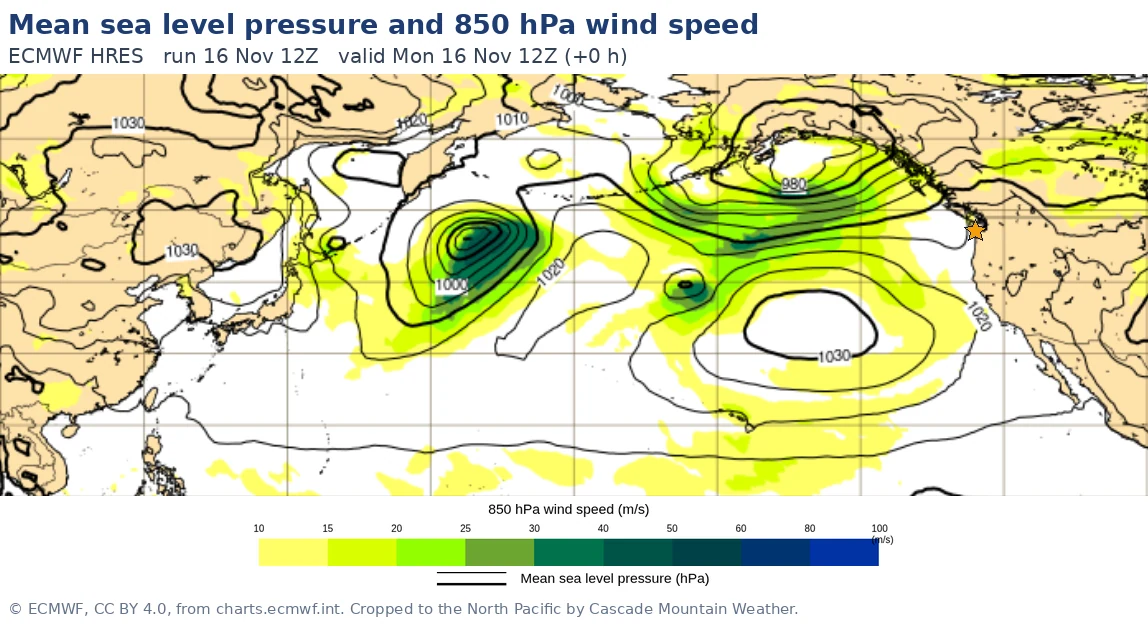 Mean sea level pressure and 850 hPa wind speed
ECMWF HRES   run 16 Nov 12Z   valid Mon 16 Nov 12Z (+0 h)
1000
1030
1020
1010
980
1030
1020
1000
1020
1030
850 hPa wind speed (m/s)
10 15 20 25 30 40 50 60 80 100
(m/s)
Mean sea level pressure (hPa)
© ECMWF, CC BY 4.0, from charts.ecmwf.int. Cropped to the North Pacific by Cascade Mountain Weather.